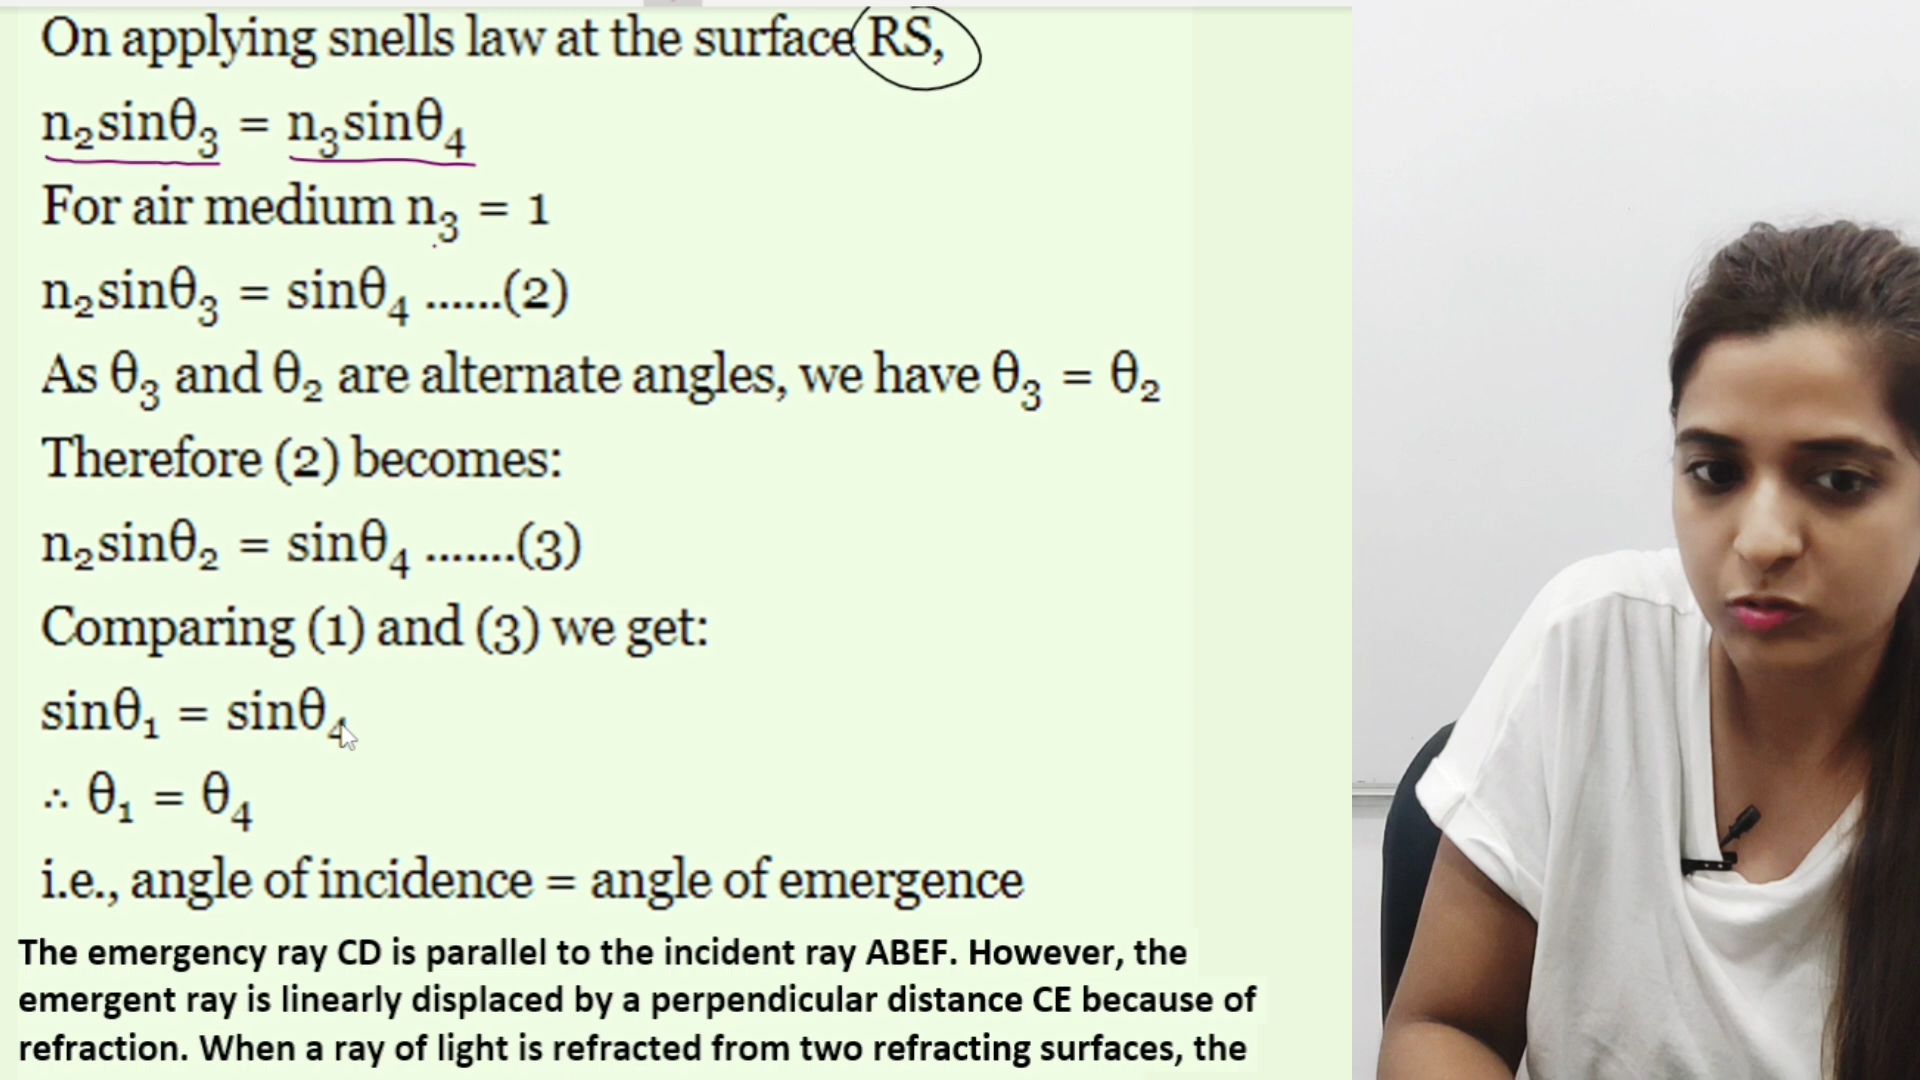 On applying snells law at the surface RS,
n₂sinθ₃ = n₃sinθ₄
For air medium n₃ = 1
n₂sinθ₃ = sinθ₄ ......(2)
As θ₃ and θ₂ are alternate angles, we have θ₃ = θ₂
Therefore (2) becomes:
n₂sinθ₂ = sinθ₄ .......(3)
Comparing (1) and (3) we get:
sinθ₁ = sinθ₄
∴ θ₁ = θ₄
i.e., angle of incidence = angle of emergence
The emergency ray CD is parallel to the incident ray ABEF. However, the
emergent ray is linearly displaced by a perpendicular distance CE because of
refraction. When a ray of light is refracted from two refracting surfaces, the